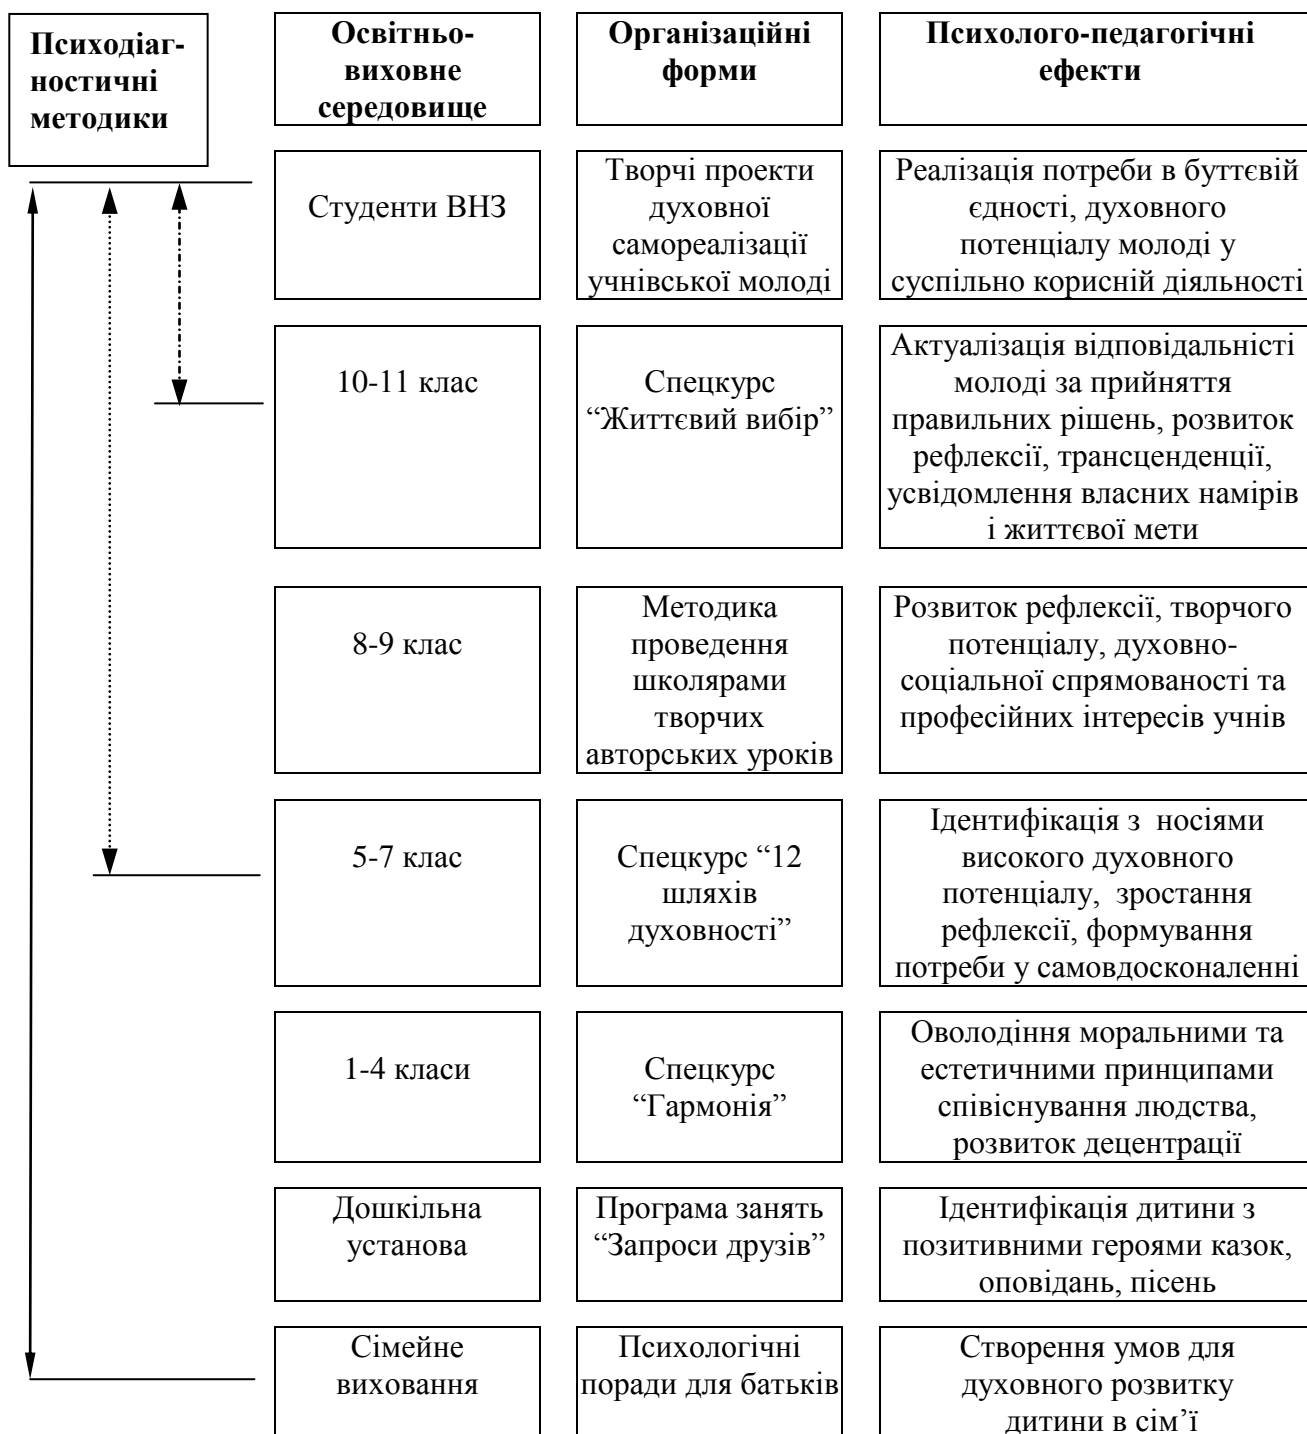 Психодіаг-
ностичні
методики
Освітньо-
виховне
середовище
Організаційні
форми
Психолого-педагогічні
ефекти
Студенти ВНЗ
Творчі проекти
духовної
самореалізації
учнівської молоді
Реалізація потреби в буттєвій
єдності, духовного
потенціалу молоді у
суспільно корисній діяльності
10-11 клас
Спецкурс
“Життєвий вибір”
Актуалізація відповідальністі
молоді за прийняття
правильних рішень, розвиток
рефлексії, трансценденції,
усвідомлення власних намірів
і життєвої мети
8-9 клас
Методика
проведення
школярами
творчих
авторських уроків
Розвиток рефлексії, творчого
потенціалу, духовно-
соціальної спрямованості та
професійних інтересів учнів
5-7 клас
Спецкурс “12
шляхів
духовності”
Ідентифікація з носіями
високого духовного
потенціалу, зростання
рефлексії, формування
потреби у самовдосконаленні
1-4 класи
Спецкурс
“Гармонія”
Оволодіння моральними та
естетичними принципами
співіснування людства,
розвиток децентрації
Дошкільна
установа
Програма занять
“Запроси друзів”
Ідентифікація дитини з
позитивними героями казок,
оповідань, пісень
Сімейне
виховання
Психологічні
поради для батьків
Створення умов для
духовного розвитку
дитини в сім’ї